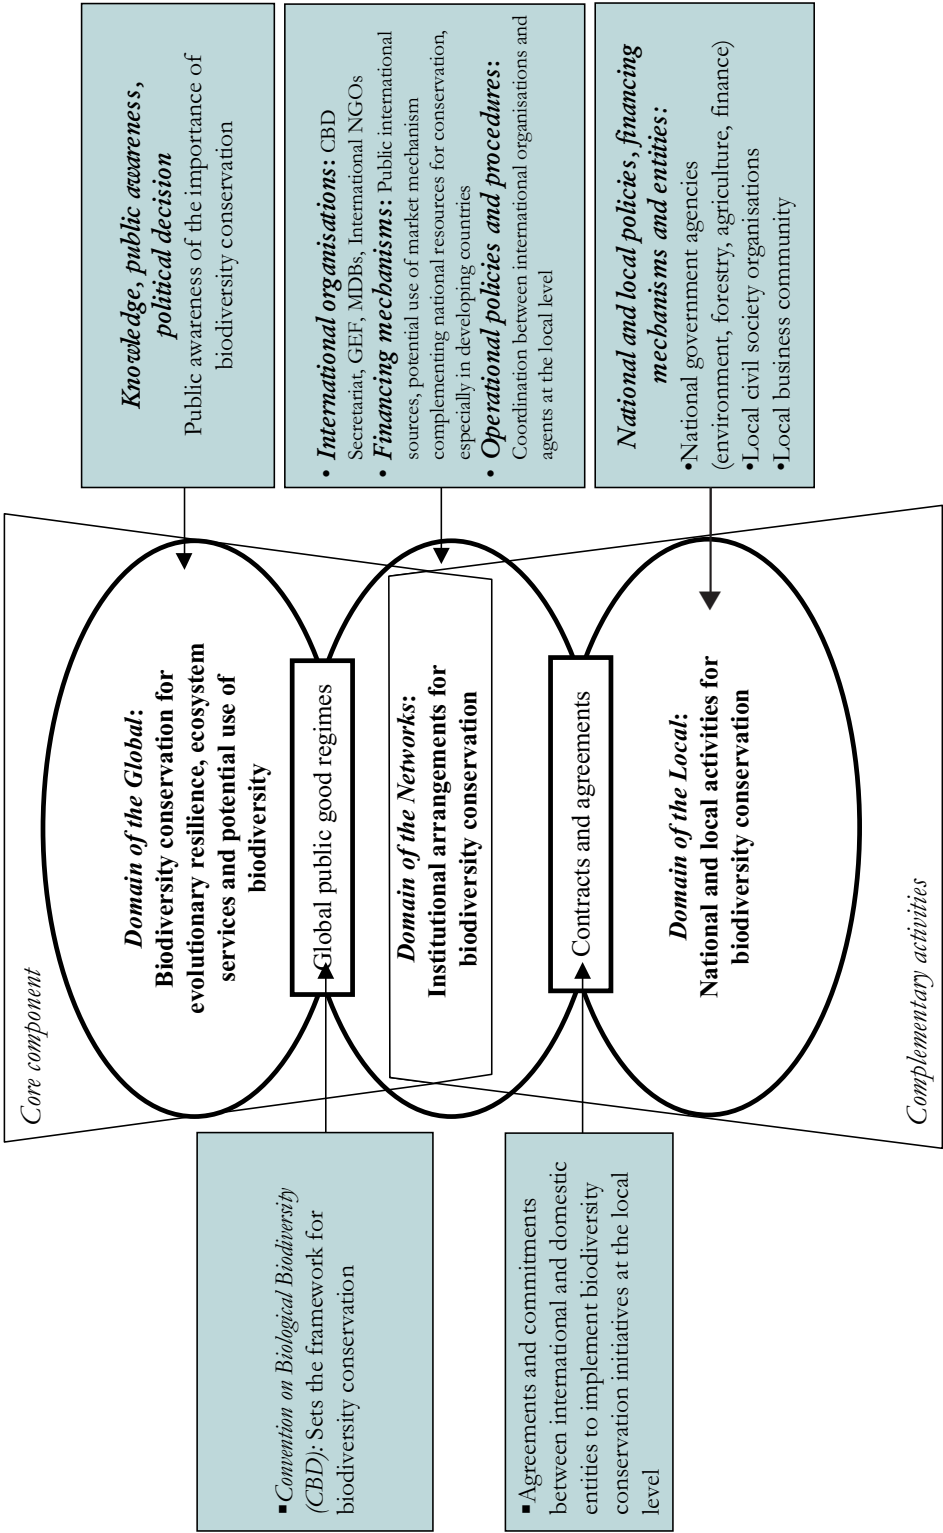 Core component
Domain of the Global:
Biodiversity conservation for
evolutionary resilience, ecosystem
services and potential use of
biodiversity
Global public good regimes
Domain of the Networks:
Institutional arrangements for
biodiversity conservation
Contracts and agreements
Domain of the Local:
National and local activities for
biodiversity conservation
Complementary activities
▪Convention on Biological Biodiversity
(CBD): Sets the framework for
biodiversity conservation
▪Agreements and commitments
between international and domestic
entities to implement biodiversity
conservation initiatives at the local
level
Knowledge, public awareness,
political decision
Public awareness of the importance of
biodiversity conservation
• International organisations: CBD
Secretariat, GEF, MDBs, International NGOs
• Financing mechanisms: Public international
sources, potential use of market mechanism
complementing national resources for conservation,
especially in developing countries
• Operational policies and procedures:
Coordination between international organisations and
agents at the local level
National and local policies, financing
mechanisms and entities:
•National government agencies
(environment, forestry, agriculture, finance)
•Local civil society organisations
•Local business community